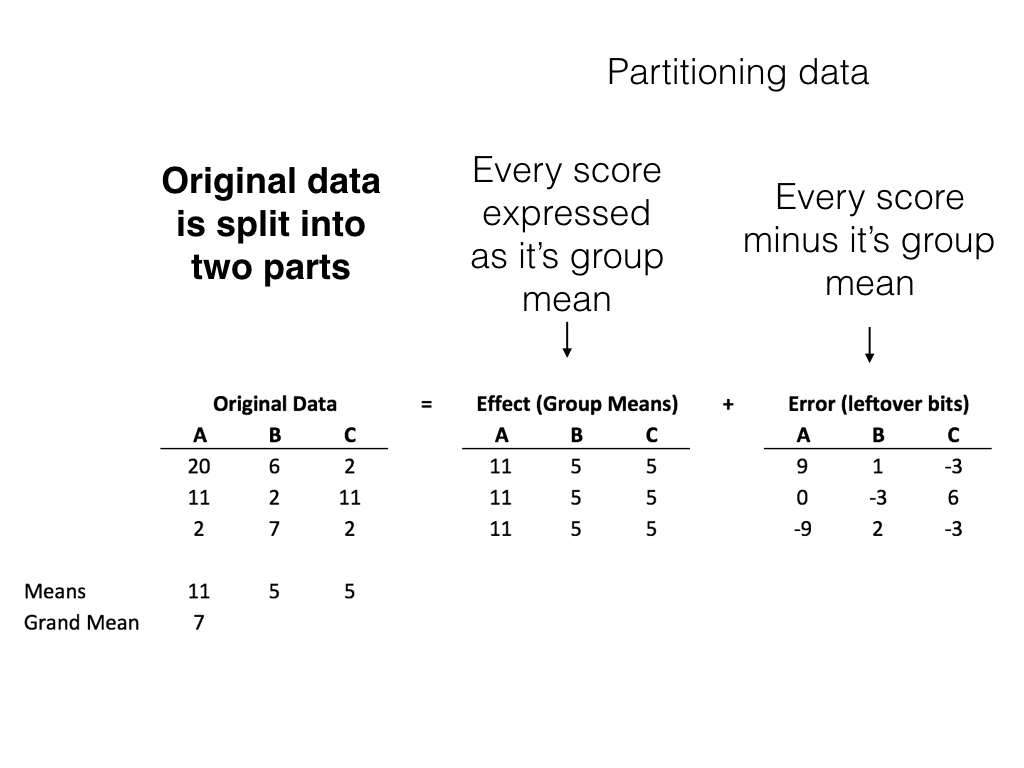 Partitioning data
Original data
is split into
two parts
Every score
expressed
as it’s group
mean
Every score
minus it’s group
mean
Original Data = Effect (Group Means) + Error (leftover bits)
A B C A B C A B C
20 6 2 11 5 5 9 1 -3
11 2 11 11 5 5 0 -3 6
2 7 2 11 5 5 -9 2 -3
Means 11 5 5
Grand Mean 7